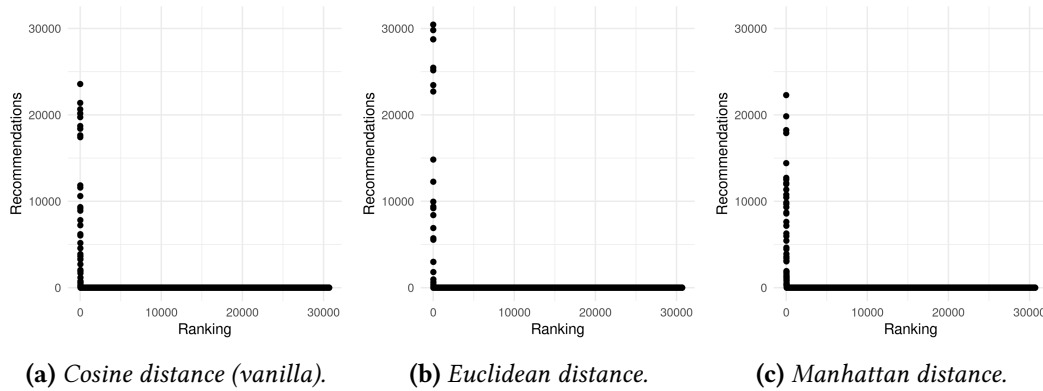 30000
20000
10000
0
Recommendations
0 10000 20000 30000
Ranking
(a) Cosine distance (vanilla).
30000
20000
10000
0
Recommendations
0 10000 20000 30000
Ranking
(b) Euclidean distance.
30000
20000
10000
0
Recommendations
0 10000 20000 30000
Ranking
(c) Manhattan distance.